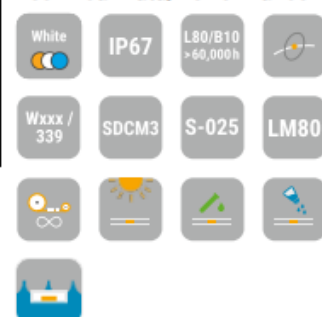 White
IP67
L80/B10
>60,000h
Wxxx /
339
SDCM3
S-025
LM80